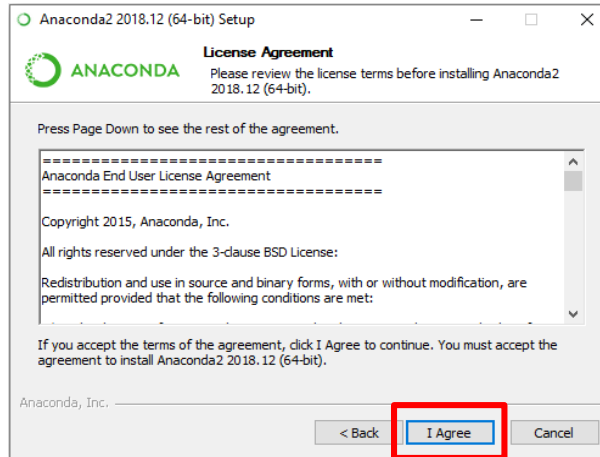 Anaconda2 2018.12 (64-bit) Setup
ANACONDA
License Agreement
Please review the license terms before installing Anaconda2
2018.12 (64-bit).
Press Page Down to see the rest of the agreement.
===================================
Anaconda End User License Agreement
===================================
Copyright 2015, Anaconda, Inc.
All rights reserved under the 3-clause BSD License:
Redistribution and use in source and binary forms, with or without modification, are
permitted provided that the following conditions are met:
If you accept the terms of the agreement, click I Agree to continue. You must accept the
agreement to install Anaconda2 2018.12 (64-bit).
Anaconda, Inc.
< Back
I Agree
Cancel